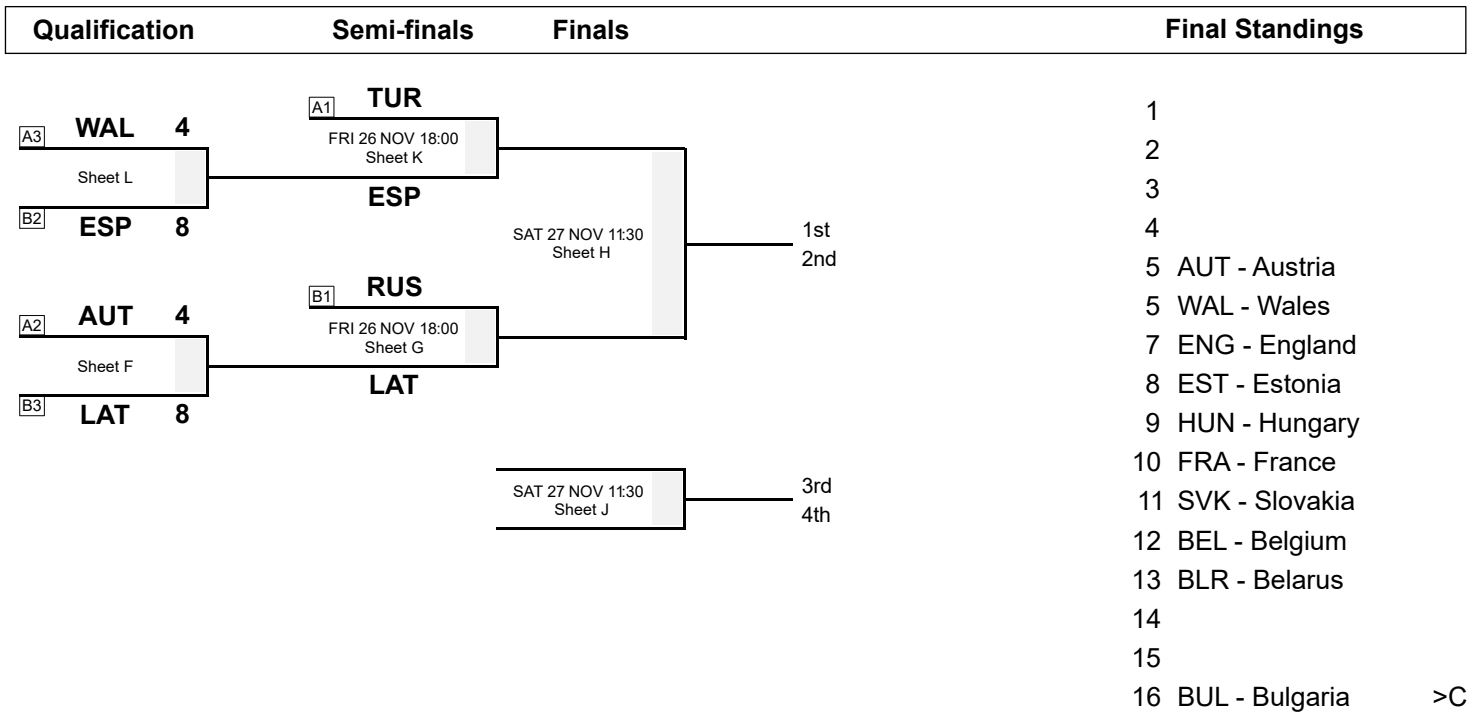 Qualification Semi-finals Finals Final Standings
A1 TUR
A3 WAL 4
FRI 26 NOV 18:00
Sheet K
Sheet L
ESP
B2 ESP 8
SAT 27 NOV 11:30
Sheet H
1st
2nd
B1 RUS
A2 AUT 4
FRI 26 NOV 18:00
Sheet G
Sheet F
LAT
B3 LAT 8
SAT 27 NOV 11:30
Sheet J
3rd
4th
1
2
3
4
5 AUT - Austria
5 WAL - Wales
7 ENG - England
8 EST - Estonia
9 HUN - Hungary
10 FRA - France
11 SVK - Slovakia
12 BEL - Belgium
13 BLR - Belarus
14
15
16 BUL - Bulgaria >C